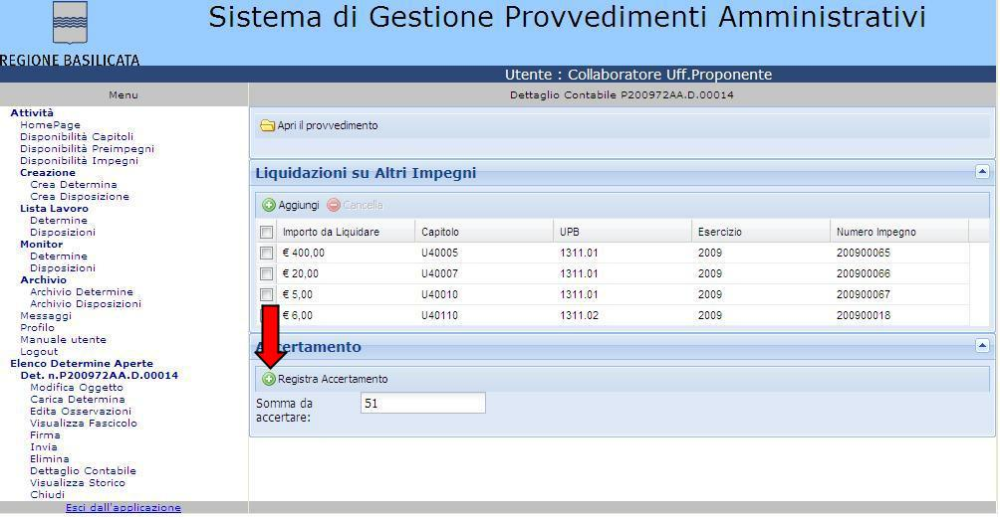 Sistema di Gestione Provvedimenti Amministrativi
REGIONE BASILICATA
Utente : Collaboratore Uff.Proponente
Menu
Dettaglio Contabile P200972AA.D.00014
Attività
HomePage
Disponibilità Capitoli
Disponibilità Preimpegni
Disponibilità Impegni
Creazione
Crea Determina
Crea Disposizione
Lista Lavoro
Determine
Disposizioni
Monitor
Determine
Disposizioni
Archivio
Archivio Determine
Archivio Disposizioni
Messaggi
Profilo
Manuale utente
Logout
Elenco Determine Aperte
Det. n.P200972AA.D.00014
Modifica Oggetto
Carica Determina
Edita Osservazioni
Visualizza Fascicolo
Firma
Invia
Elimina
Dettaglio Contabile
Visualizza Storico
Chiudi
Esci dall'applicazione
Apri il provvedimento
Liquidazioni su Altri Impegni
Aggiungi Cancella
Importo da Liquidare Capitolo UPB Esercizio Numero Impegno
€ 400,00 U40005 1311.01 2009 200900065
€ 20,00 U40007 1311.01 2009 200900066
€ 5,00 U40010 1311.01 2009 200900067
€ 6,00 U40110 1311.02 2009 200900018
Accertamento
Registra Accertamento
Somma da accertare: 51